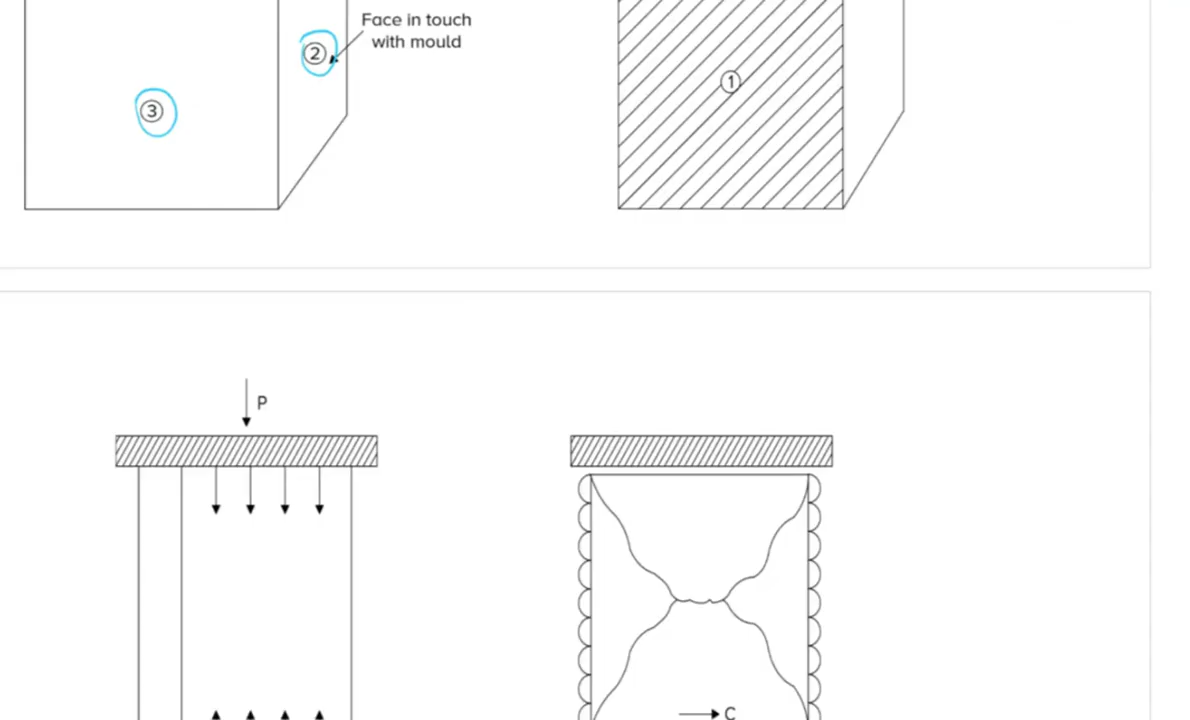 Face in touch
with mould
②
③
①
P
C